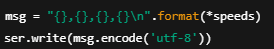 msg = "{},{},{},{}\n".format(*speeds)
ser.write(msg.encode('utf-8'))